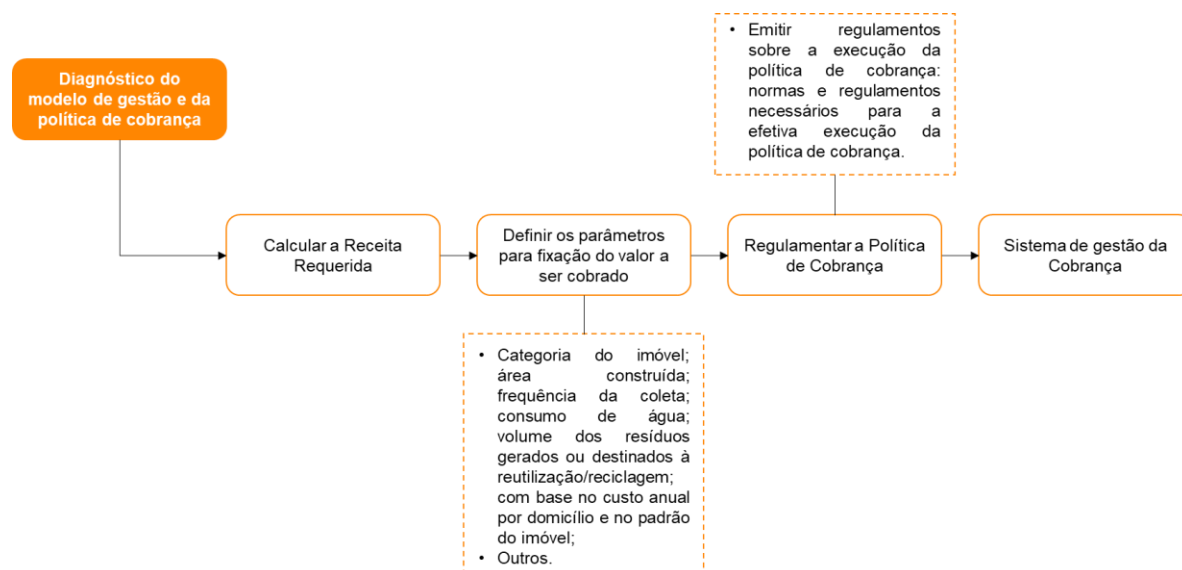 • Emitir regulamentos
sobre a execução da
política de cobrança:
normas e regulamentos
necessários para a
efetiva execução da
política de cobrança.
Diagnóstico do
modelo de gestão e da
política de cobrança
Calcular a Receita
Requerida
Definir os parâmetros
para fixação do valor a
ser cobrado
Regulamentar a Política
de Cobrança
Sistema de gestão da
Cobrança
• Categoria do imóvel;
área construída;
frequência da coleta;
consumo de água;
volume dos resíduos
gerados ou destinados à
reutilização/reciclagem;
com base no custo anual
por domicílio e no padrão
do imóvel;
• Outros.